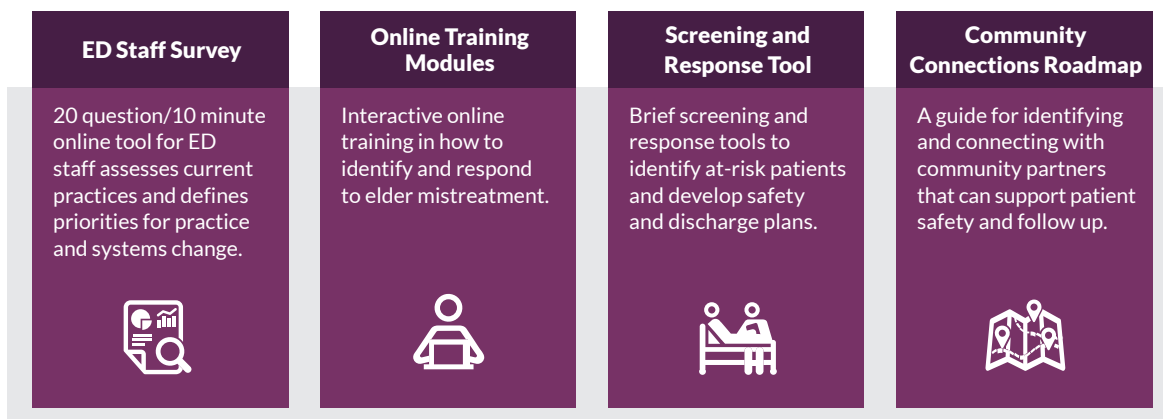 ED Staff Survey
20 question/10 minute
online tool for ED
staff assesses current
practices and defines
priorities for practice
and systems change.
Online Training
Modules
Interactive online
training in how to
identify and respond
to elder mistreatment.
Screening and
Response Tool
Brief screening and
response tools to
identify at-risk patients
and develop safety
and discharge plans.
Community
Connections Roadmap
A guide for identifying
and connecting with
community partners
that can support patient
safety and follow up.